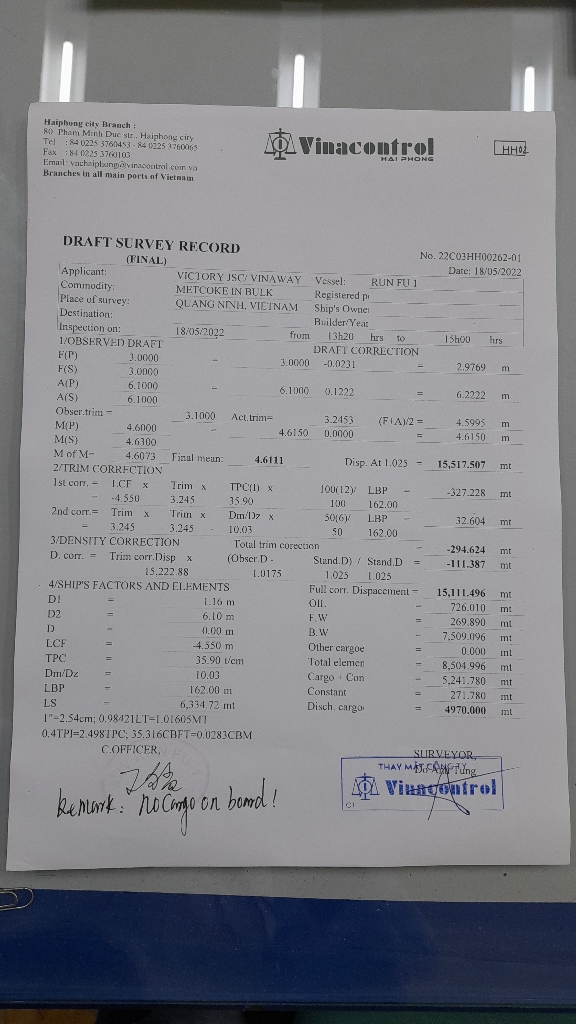 Haiphong city Branch :
80 Pham Minh Duc str., Haiphong city
Tel : 84 0225 3760453 - 84 0225 3760065
Fax : 84 0225 3760103
Email: vnchaiphong@vinacontrol.com.vn
Branches in all main ports of Vietnam
Vinacontrol
HAI PHONG
HH02
DRAFT SURVEY RECORD
(FINAL)
No. 22C03HH00262-01
Date: 18/05/2022
Applicant: VICTORY JSC/ VINAWAY Vessel: RUN FU 1
Commodity: METCOKE IN BULK Registered p
Place of survey: QUANG NINH, VIETNAM Ship's Owne
Destination: Builder/Year
Inspection on: 18/05/2022 from 13h20 hrs to 15h00 hrs
1/OBSERVED DRAFT DRAFT CORRECTION
F(P) 3.0000 = 3.0000 -0.0231 = 2.9769 m
F(S) 3.0000
A(P) 6.1000 = 6.1000 0.1222 = 6.2222 m
A(S) 6.1000
Obser.trim = 3.1000 Act.trim= 3.2453 (F+A)/2 = 4.5995 m
M(P) 4.6000 = 4.6150 0.0000 = 4.6150 m
M(S) 4.6300
M of M= 4.6073 Final mean: 4.6111 Disp. At 1.025 = 15,517.507 mt
2/TRIM CORRECTION
1st corr. = LCF x Trim x TPC(I) x 100(12)/ LBP = -327.228 mt
= -4.550 3.245 35.90 100 162.00
2nd corr.= Trim x Trim x Dm/Dz x 50(6)/ LBP = 32.604 mt
= 3.245 3.245 10.03 50 162.00
3/DENSITY CORRECTION Total trim corection = -294.624 mt
D. corr. = Trim corr.Disp x (Obser.D - Stand.D) / Stand.D = -111.387 mt
15,222.88 1.0175 1.025 1.025
4/SHIP'S FACTORS AND ELEMENTS Full corr. Dispacement = 15,111.496 mt
D1 = 1.16 m OIL = 726.010 mt
D2 = 6.10 m F.W = 269.890 mt
D = 0.00 m B.W = 7,509.096 mt
LCF = -4.550 m Other cargoe = 0.000 mt
TPC = 35.90 t/cm Total elemen = 8,504.996 mt
Dm/Dz = 10.03 Cargo + Con = 5,241.780 mt
LBP = 162.00 m Constant = 271.780 mt
LS = 6,334.72 mt Disch. cargo = 4970.000 mt
1"=2.54cm; 0.98421LT=1.01605MT
0.4TPI=2.498TPC; 35.316CBFT=0.0283CBM
C.OFFICER, SURVEYOR,
THAY MẶT CÔNG TY
Vinacontrol
C1
Remark: No Cargo on board!